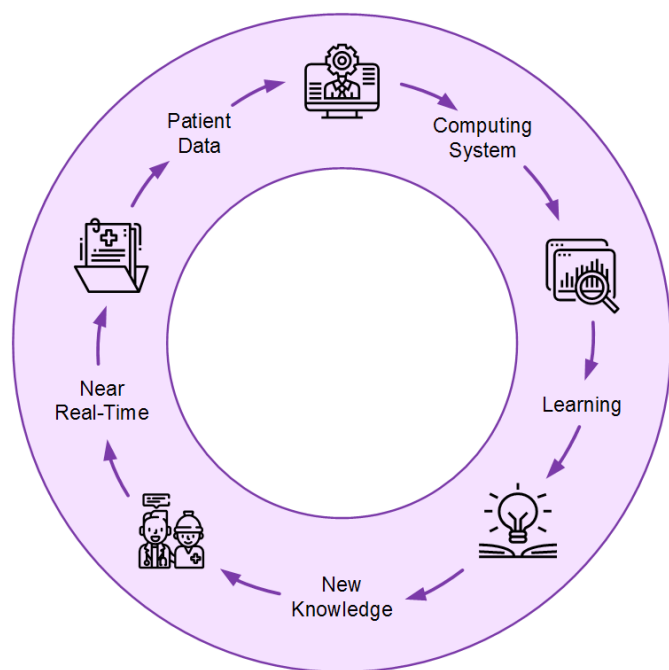 Patient
Data
Computing
System
Learning
New
Knowledge
Near
Real-Time